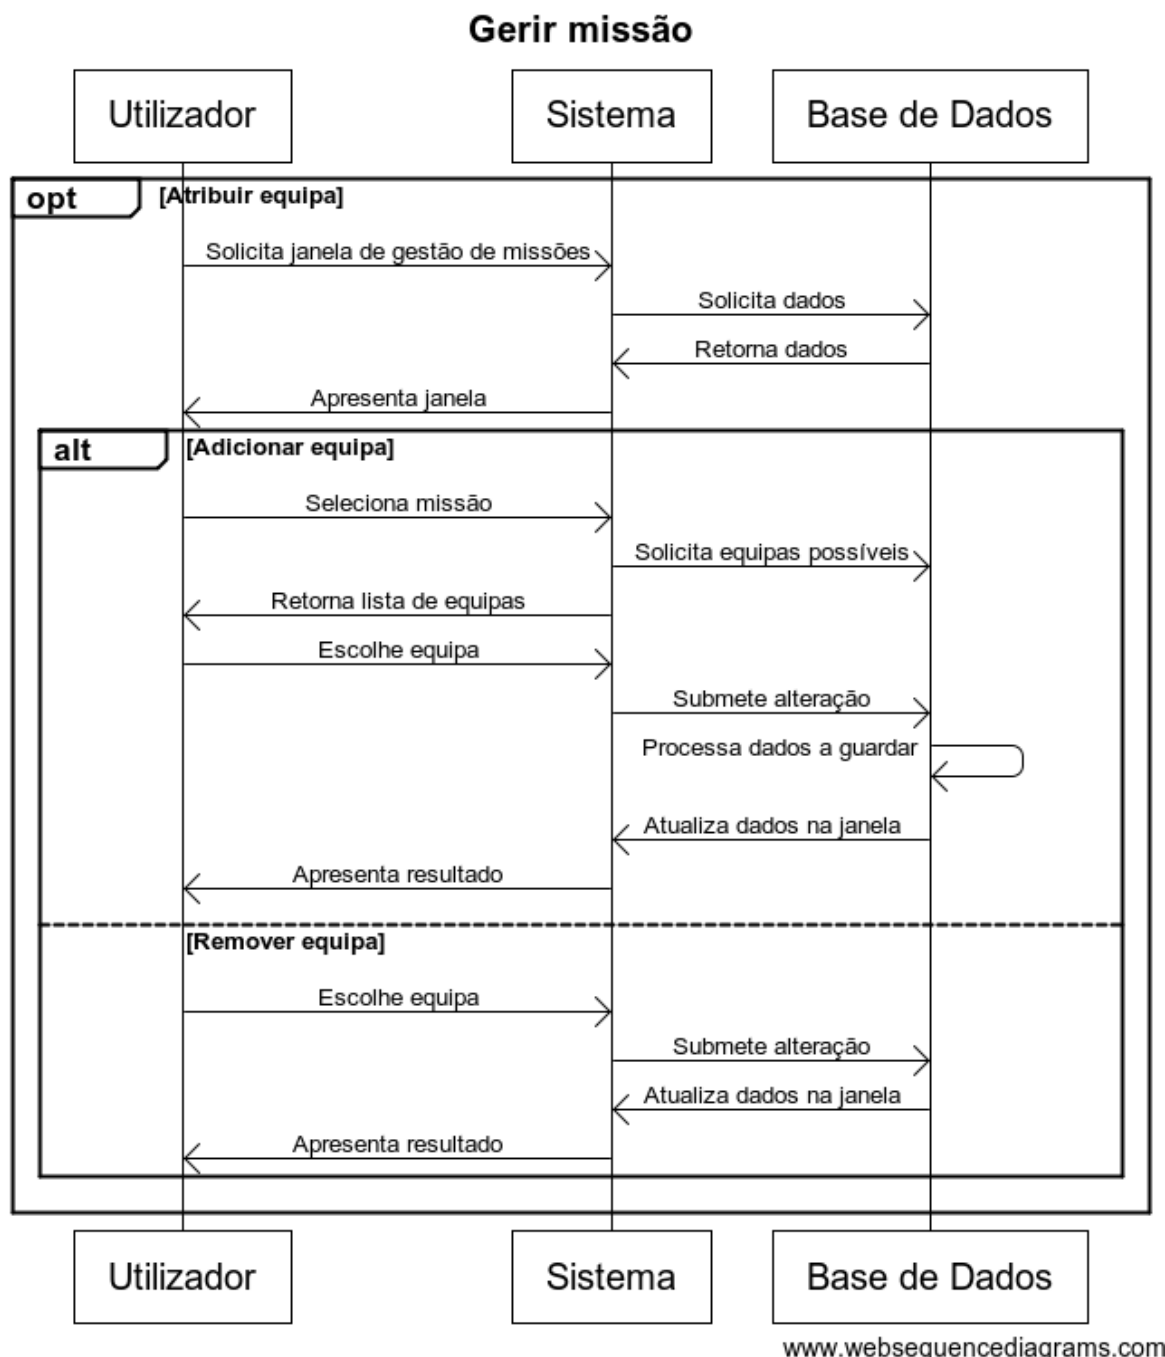 Gerir missão
Utilizador
Sistema
Base de Dados
opt
[Atribuir equipa]
Solicita janela de gestão de missões
Solicita dados
Retorna dados
Apresenta janela
alt
[Adicionar equipa]
Seleciona missão
Solicita equipas possíveis
Retorna lista de equipas
Escolhe equipa
Submete alteração
Processa dados a guardar
Atualiza dados na janela
Apresenta resultado
[Remover equipa]
Escolhe equipa
Submete alteração
Atualiza dados na janela
Apresenta resultado
Utilizador
Sistema
Base de Dados
www.websequencediagrams.com